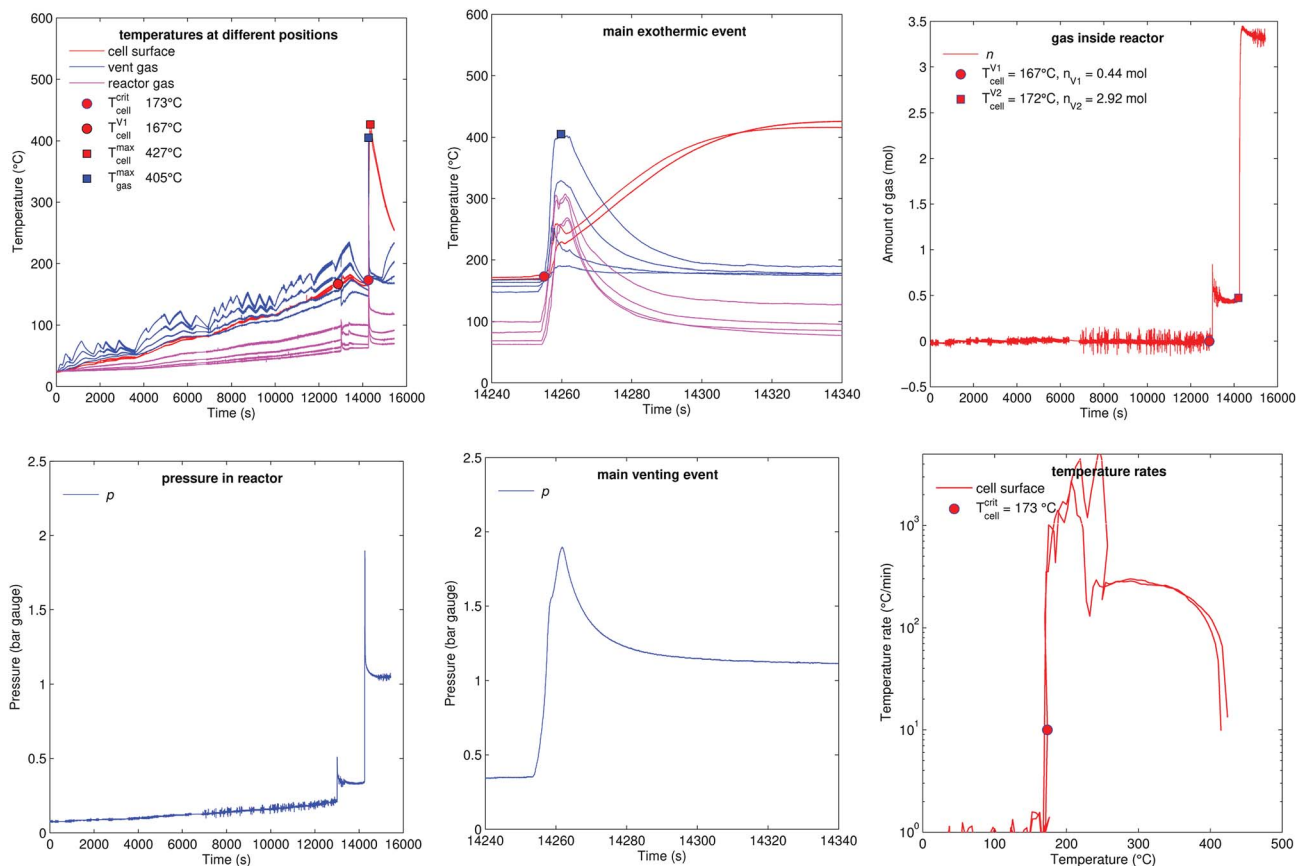 temperatures at different positions
cell surface
vent gas
reactor gas
T_cell^crit 173°C
T_cell^V1 167°C
T_cell^max 427°C
T_gas^max 405°C
600
500
400
300
200
100
0
Temperature (°C)
0 2000 4000 6000 8000 10000 12000 14000 16000
Time (s)
main exothermic event
600
500
400
300
200
100
0
Temperature (°C)
14240 14260 14280 14300 14320 14340
Time (s)
gas inside reactor
n
T_cell^V1 = 167°C, n_V1 = 0.44 mol
T_cell^V2 = 172°C, n_V2 = 2.92 mol
3.5
3
2.5
2
1.5
1
0.5
0
−0.5
Amount of gas (mol)
0 2000 4000 6000 8000 10000 12000 14000 16000
Time (s)
pressure in reactor
p
2.5
2
1.5
1
0.5
0
Pressure (bar gauge)
0 2000 4000 6000 8000 10000 12000 14000 16000
Time (s)
main venting event
p
2.5
2
1.5
1
0.5
0
Pressure (bar gauge)
14240 14260 14280 14300 14320 14340
Time (s)
temperature rates
cell surface
T_cell^crit = 173 °C
10^3
10^2
10^1
10^0
Temperature rate (°C/min)
0 100 200 300 400 500
Temperature (°C)